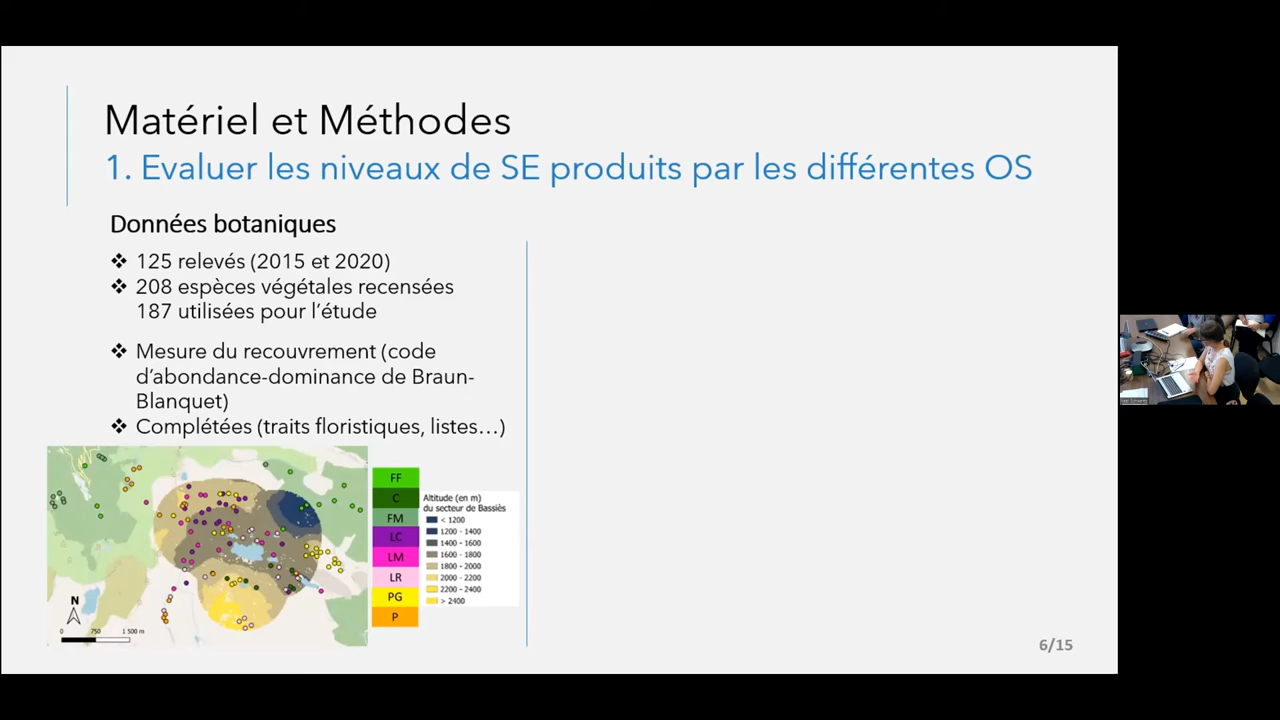 Matériel et Méthodes
1. Evaluer les niveaux de SE produits par les différentes OS
Données botaniques
❖ 125 relevés (2015 et 2020)
❖ 208 espèces végétales recensées
187 utilisées pour l'étude
❖ Mesure du recouvrement (code
d'abondance-dominance de Braun-
Blanquet)
❖ Complétées (traits floristiques, listes…)
N
0 750 1 500 m
FF
C
FM
LC
LM
LR
PG
P
Altitude (en m)
du secteur de Bassiès
< 1200
1200 - 1400
1400 - 1600
1600 - 1800
1800 - 2000
2000 - 2200
2200 - 2400
> 2400
6/15